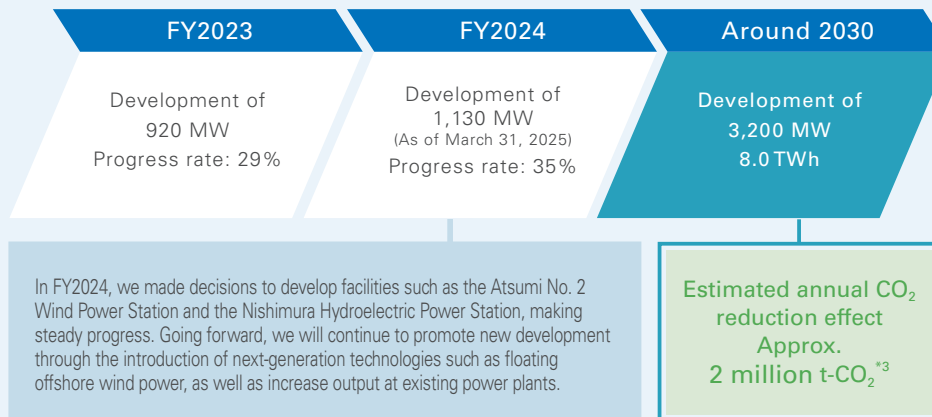 FY2023
Development of
920 MW
Progress rate: 29%
FY2024
Development of
1,130 MW
(As of March 31, 2025)
Progress rate: 35%
Around 2030
Development of
3,200 MW
8.0 TWh
In FY2024, we made decisions to develop facilities such as the Atsumi No. 2
Wind Power Station and the Nishimura Hydroelectric Power Station, making
steady progress. Going forward, we will continue to promote new development
through the introduction of next-generation technologies such as floating
offshore wind power, as well as increase output at existing power plants.
Estimated annual CO₂
reduction effect
Approx.
2 million t-CO₂*³